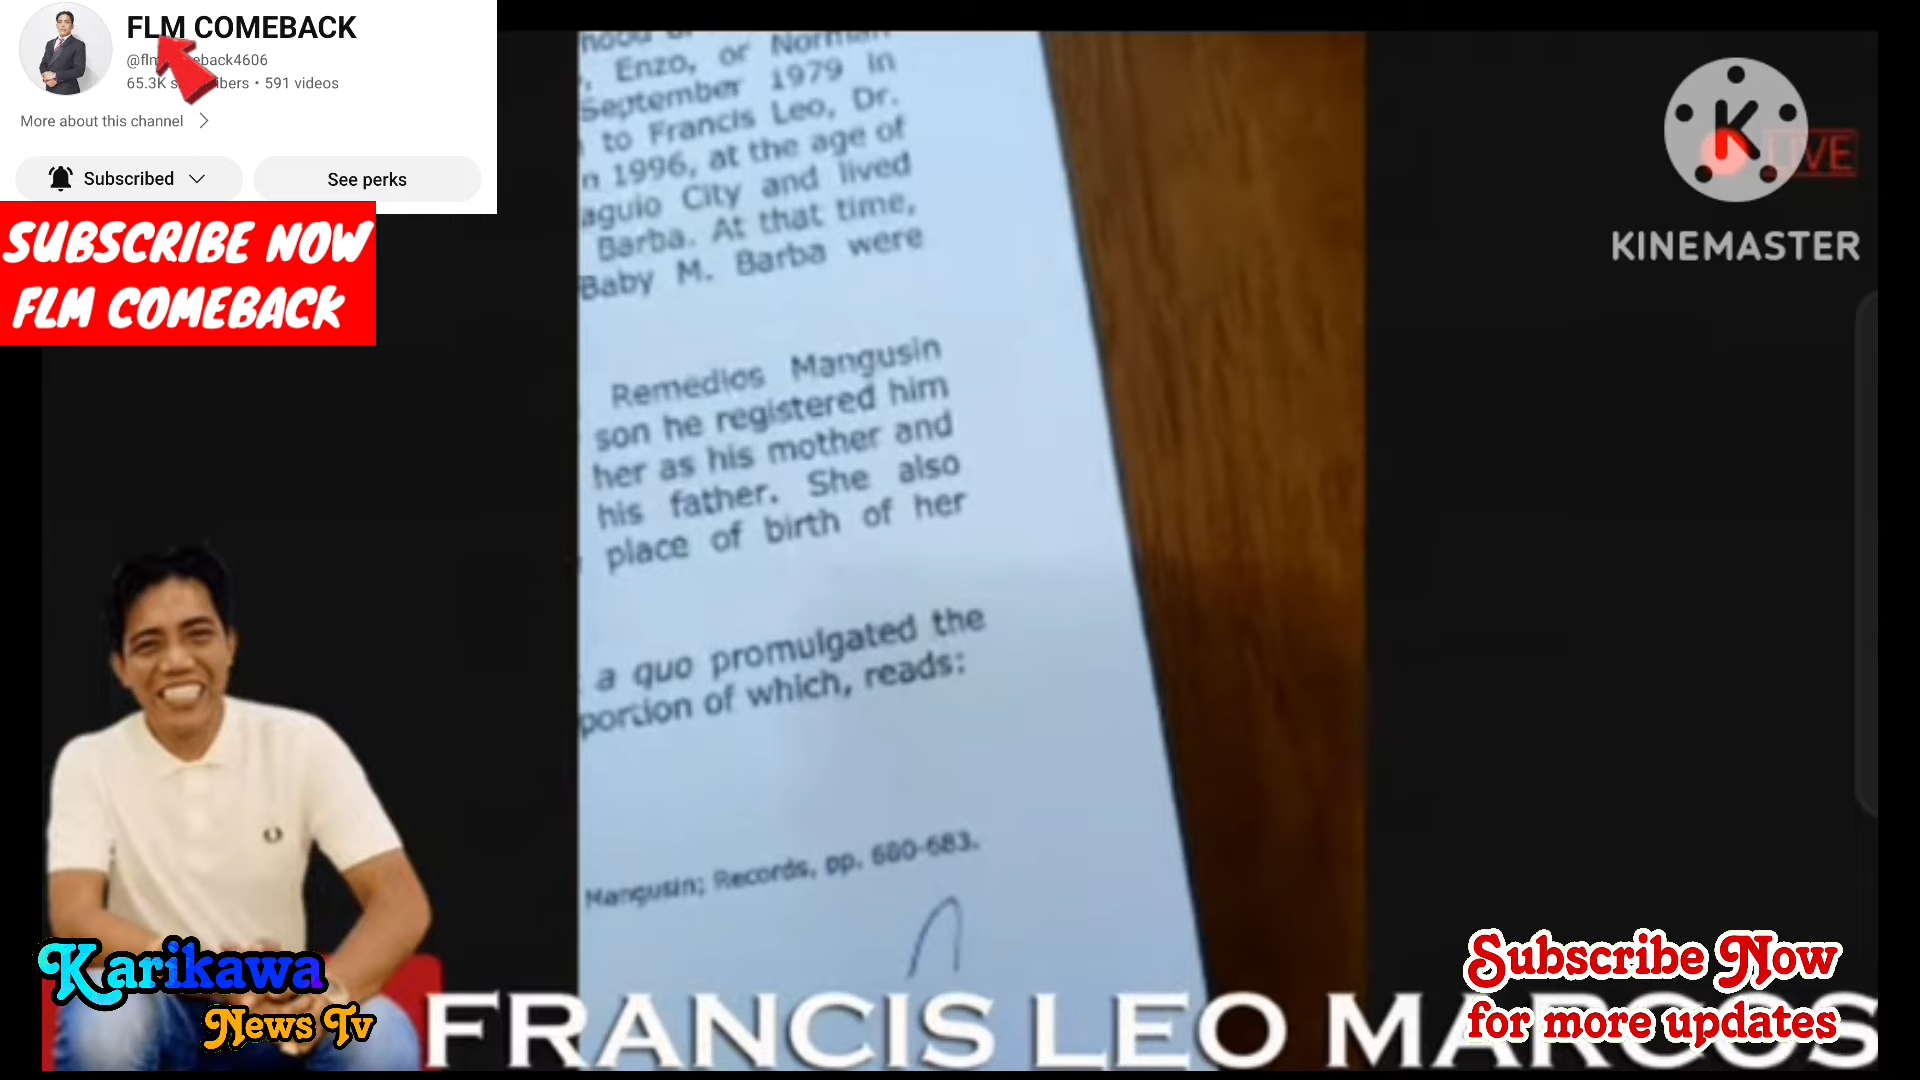 FLM COMEBACK
65.3K
• 591 videos
More about this channel
Subscribed
See perks
SUBSCRIBE NOW
FLM COMEBACK
K
LIVE
KINEMASTER
Enzo, or Norman
September 1979 in
to Francis Leo, Dr.
1996, at the age of
City and lived
Barba. At that time,
Baby M. Barba were
Remedios Mangusin
son he registered him
her as his mother and
his father. She also
place of birth of her
a quo promulgated the
portion of which, reads:
Mangusin; Records, pp. 680-683.
Karikawa
News Tv
FRANCIS LEO MARCOS
Subscribe Now
for more updates